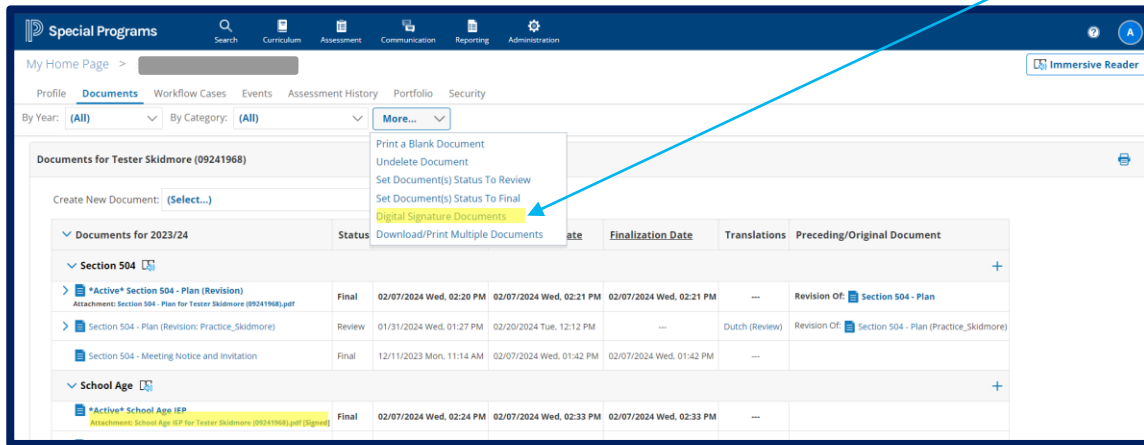 Special Programs
Search Curriculum Assessment Communication Reporting Administration
? A
My Home Page >
Immersive Reader
Profile Documents Workflow Cases Events Assessment History Portfolio Security
By Year: (All) By Category: (All) More...
Print a Blank Document
Undelete Document
Set Document(s) Status To Review
Set Document(s) Status To Final
Digital Signature Documents
Download/Print Multiple Documents
Documents for Tester Skidmore (09241968)
Create New Document: (Select...)
Documents for 2023/24 Status ate Finalization Date Translations Preceding/Original Document
Section 504 +
*Active* Section 504 - Plan (Revision) Final 02/07/2024 Wed, 02:20 PM 02/07/2024 Wed, 02:21 PM 02/07/2024 Wed, 02:21 PM --- Revision Of: Section 504 - Plan
Attachment: Section 504 - Plan for Tester Skidmore (09241968).pdf
Section 504 - Plan (Revision: Practice_Skidmore) Review 01/31/2024 Wed, 01:27 PM 02/20/2024 Tue, 12:12 PM --- Dutch (Review) Revision Of: Section 504 - Plan (Practice_Skidmore)
Section 504 - Meeting Notice and Invitation Final 12/11/2023 Mon, 11:14 AM 02/07/2024 Wed, 01:42 PM 02/07/2024 Wed, 01:42 PM ---
School Age +
*Active* School Age IEP Final 02/07/2024 Wed, 02:24 PM 02/07/2024 Wed, 02:33 PM 02/07/2024 Wed, 02:33 PM ---
Attachment: School Age IEP for Tester Skidmore (09241968).pdf [Signed]